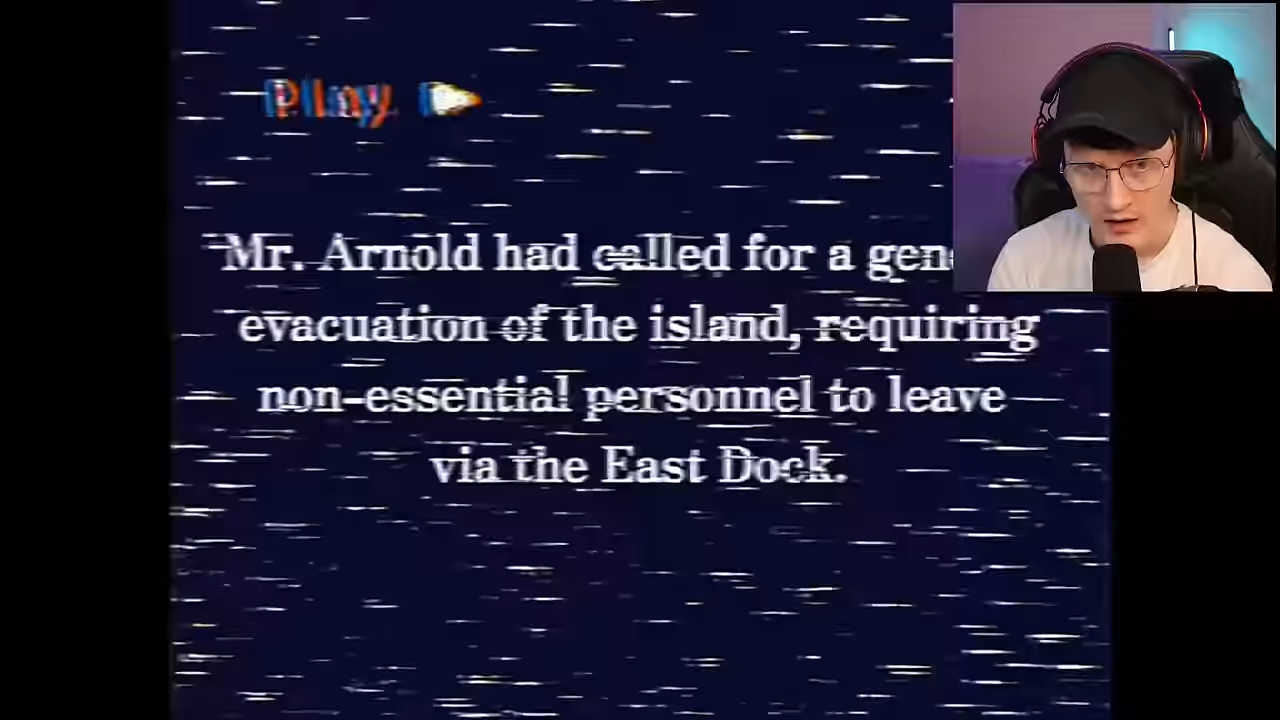 Play
"Mr. Arnold had called for a
evacuation of the island, requiring
non-essential personnel to leave
via the East Dock.